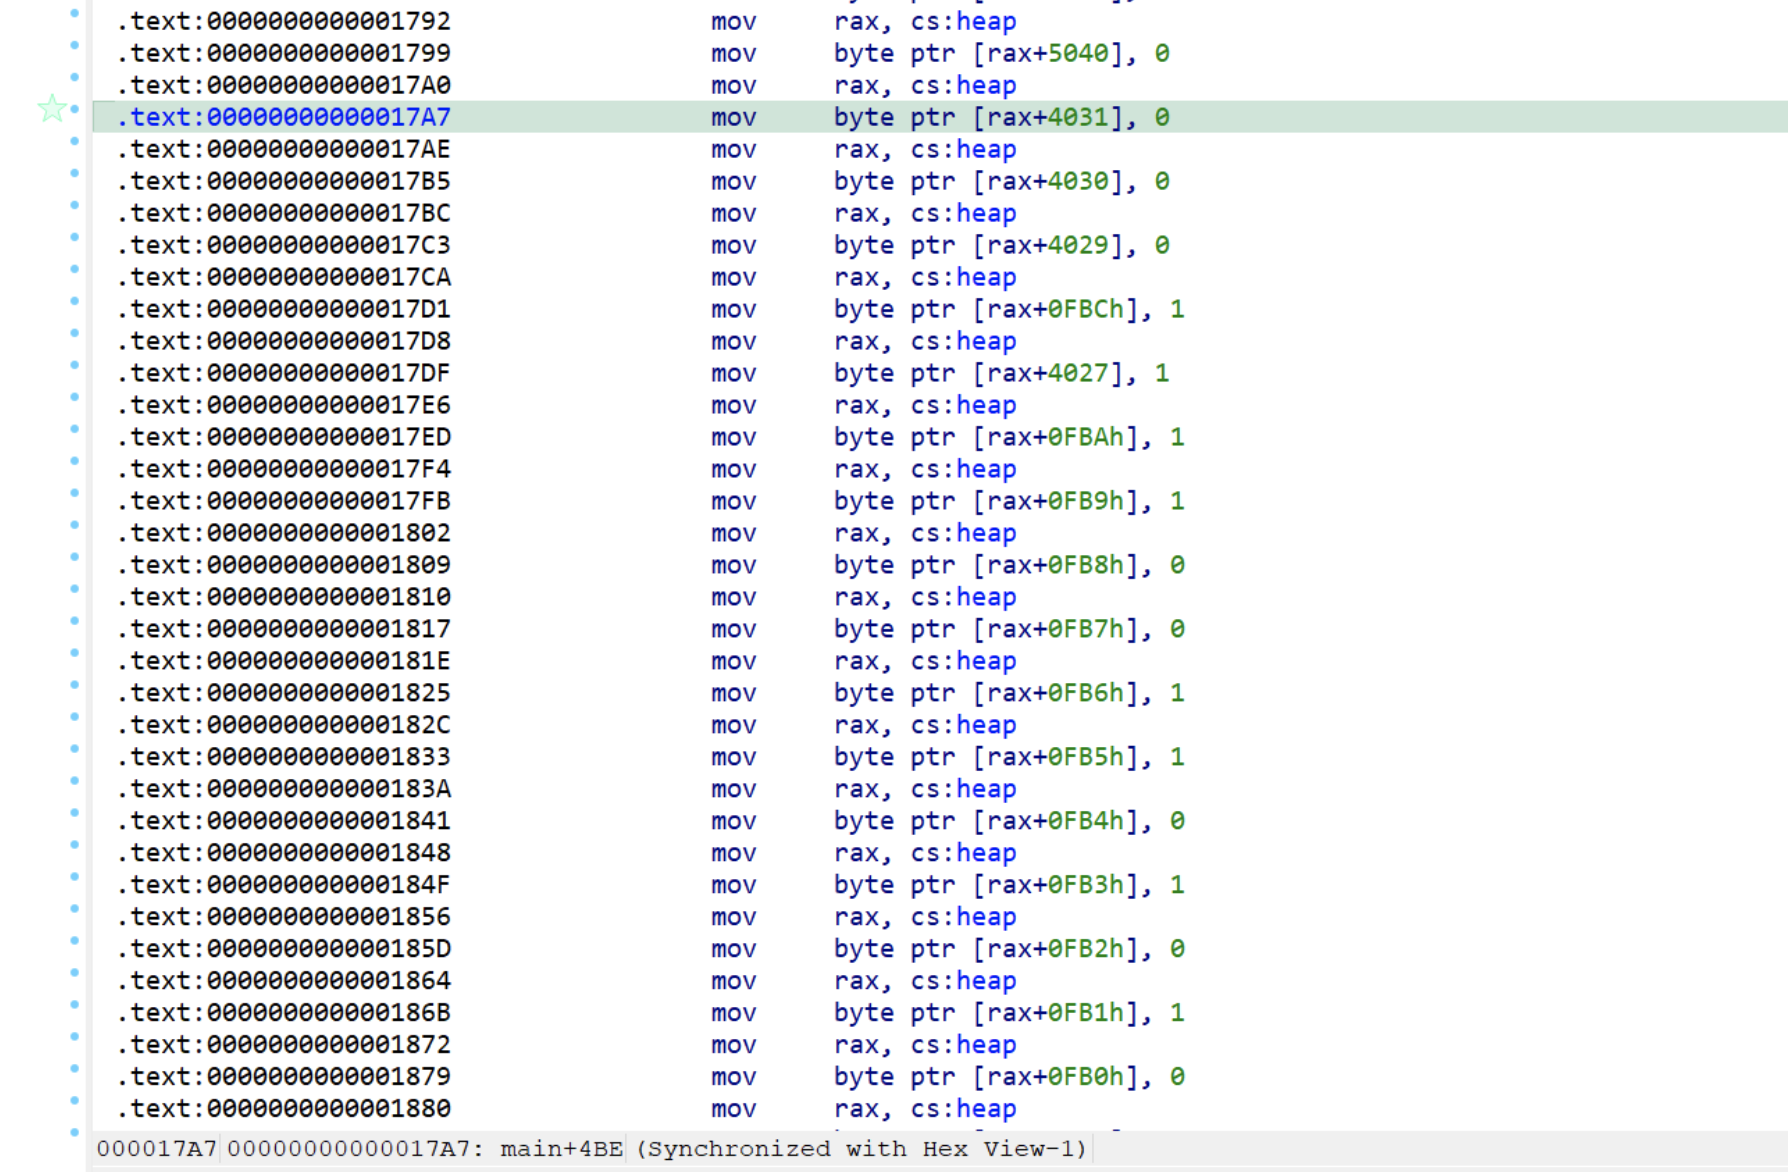 .text:0000000000001792 mov rax, cs:heap
.text:0000000000001799 mov byte ptr [rax+5040], 0
.text:00000000000017A0 mov rax, cs:heap
.text:00000000000017A7 mov byte ptr [rax+4031], 0
.text:00000000000017AE mov rax, cs:heap
.text:00000000000017B5 mov byte ptr [rax+4030], 0
.text:00000000000017BC mov rax, cs:heap
.text:00000000000017C3 mov byte ptr [rax+4029], 0
.text:00000000000017CA mov rax, cs:heap
.text:00000000000017D1 mov byte ptr [rax+0FBCh], 1
.text:00000000000017D8 mov rax, cs:heap
.text:00000000000017DF mov byte ptr [rax+4027], 1
.text:00000000000017E6 mov rax, cs:heap
.text:00000000000017ED mov byte ptr [rax+0FBAh], 1
.text:00000000000017F4 mov rax, cs:heap
.text:00000000000017FB mov byte ptr [rax+0FB9h], 1
.text:0000000000001802 mov rax, cs:heap
.text:0000000000001809 mov byte ptr [rax+0FB8h], 0
.text:0000000000001810 mov rax, cs:heap
.text:0000000000001817 mov byte ptr [rax+0FB7h], 0
.text:000000000000181E mov rax, cs:heap
.text:0000000000001825 mov byte ptr [rax+0FB6h], 1
.text:000000000000182C mov rax, cs:heap
.text:0000000000001833 mov byte ptr [rax+0FB5h], 1
.text:000000000000183A mov rax, cs:heap
.text:0000000000001841 mov byte ptr [rax+0FB4h], 0
.text:0000000000001848 mov rax, cs:heap
.text:000000000000184F mov byte ptr [rax+0FB3h], 1
.text:0000000000001856 mov rax, cs:heap
.text:000000000000185D mov byte ptr [rax+0FB2h], 0
.text:0000000000001864 mov rax, cs:heap
.text:000000000000186B mov byte ptr [rax+0FB1h], 1
.text:0000000000001872 mov rax, cs:heap
.text:0000000000001879 mov byte ptr [rax+0FB0h], 0
.text:0000000000001880 mov rax, cs:heap
000017A7 00000000000017A7: main+4BE (Synchronized with Hex View-1)